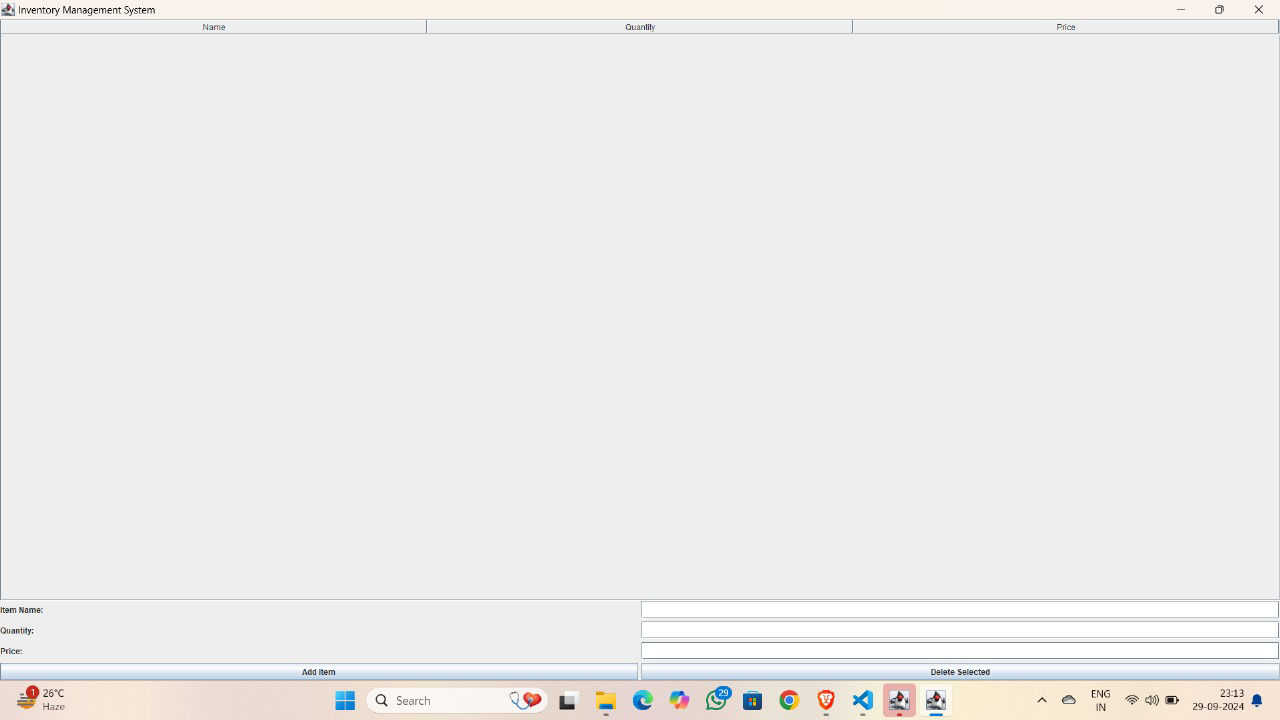 Inventory Management System
Name Quantity Price
Item Name:
Quantity:
Price:
Add Item Delete Selected
1 26°C
Haze
Search
29
ENG
IN
23:13
29-09-2024